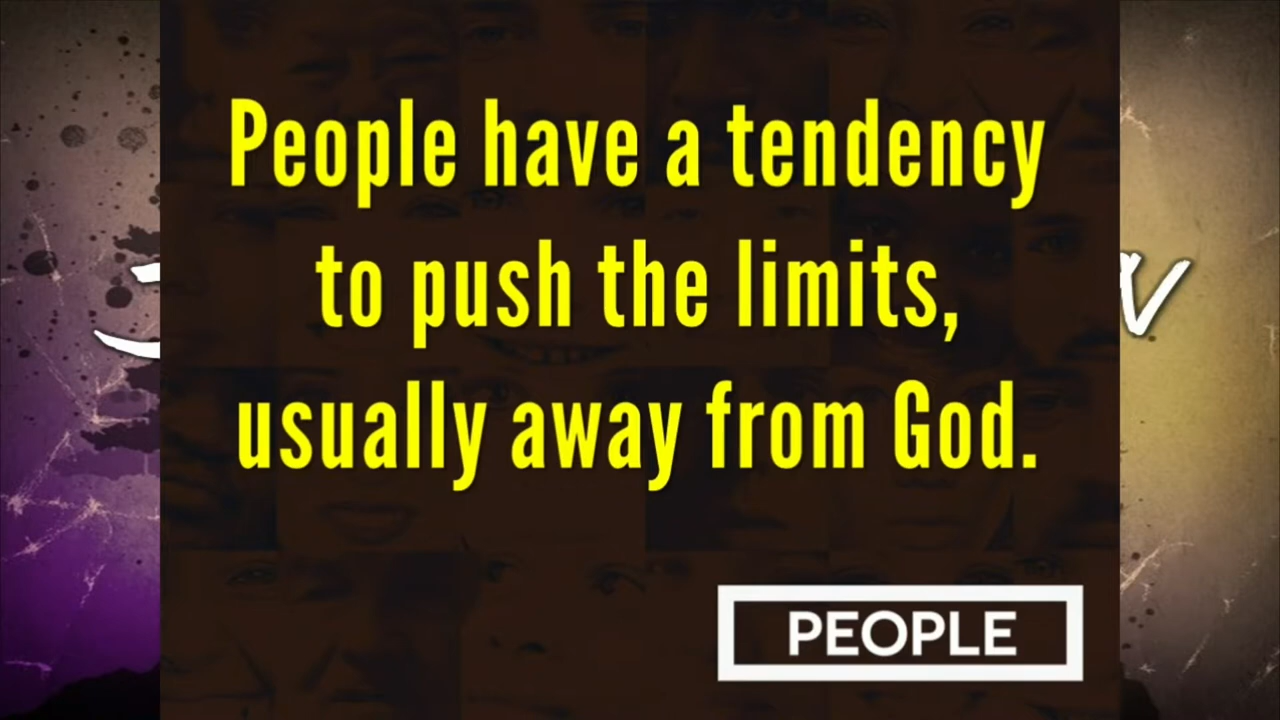 People have a tendency
to push the limits,
usually away from God.
PEOPLE